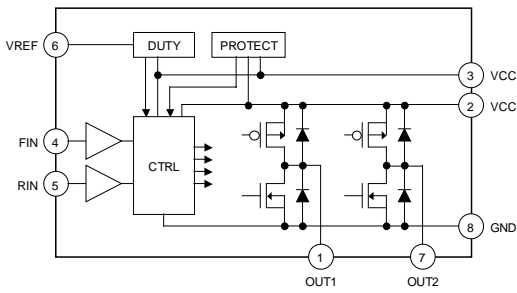 VREF 6 DUTY PROTECT
3 VCC
2 VCC
FIN 4
CTRL
RIN 5
8 GND
1 7
OUT1 OUT2